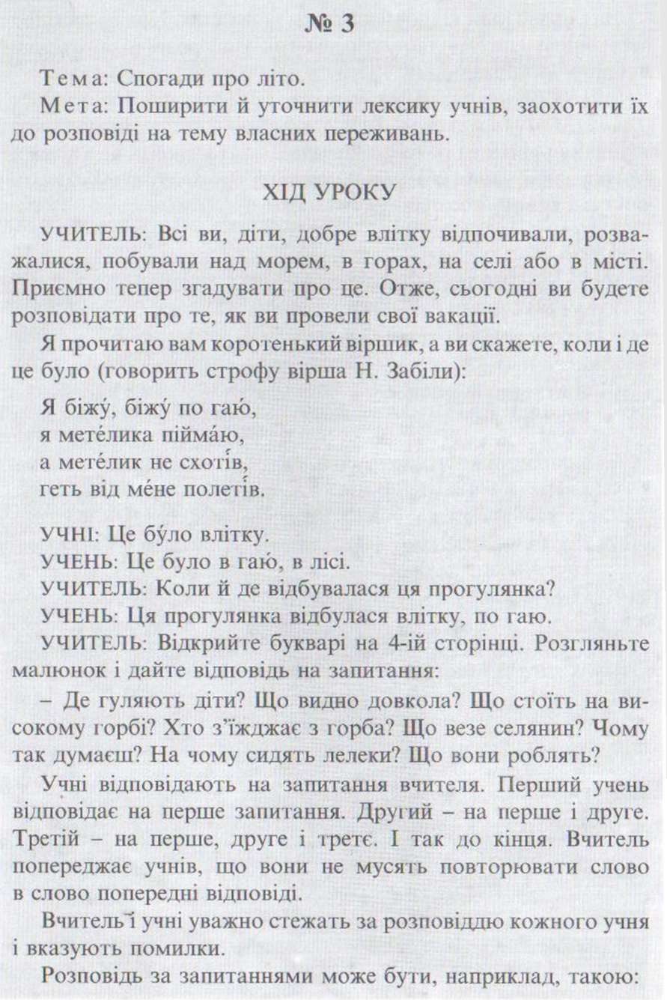 № 3
Тема: Спогади про літо.
Мета: Поширити й уточнити лексику учнів, заохотити їх
до розповіді на тему власних переживань.
ХІД УРОКУ
УЧИТЕЛЬ: Всі ви, діти, добре влітку відпочивали, розва-
жалися, побували над морем, в горах, на селі або в місті.
Приємно тепер згадувати про це. Отже, сьогодні ви будете
розповідати про те, як ви провели свої вакації.
Я прочитаю вам коротенький віршик, а ви скажете, коли і де
це було (говорить строфу вірша Н. Забіли):
Я біжу́, біжу́ по гаю́,
я мете́лика пійма́ю,
а мете́лик не схоті́в,
геть від ме́не полеті́в.
УЧНІ: Це бу́ло влітку.
УЧЕНЬ: Це було в гаю́, в лісі.
УЧИТЕЛЬ: Коли й де відбувалася ця прогулянка?
УЧЕНЬ: Ця прогулянка відбулася влітку, по гаю.
УЧИТЕЛЬ: Відкрийте букварі на 4-ій сторінці. Розгляньте
малюнок і дайте відповідь на запитання:
– Де гуляють діти? Що видно довкола? Що стоїть на ви-
сокому горбі? Хто з’їжджає з горба? Що везе селянин? Чому
так думаєш? На чому сидять лелеки? Що вони роблять?
Учні відповідають на запитання вчителя. Перший учень
відповідає на перше запитання. Другий – на перше і друге.
Третій – на перше, друге і третє. І так до кінця. Вчитель
попереджає учнів, що вони не мусять повторювати слово
в слово попередні відповіді.
Вчитель і учні уважно стежать за розповіддю кожного учня
і вказують помилки.
Розповідь за запитаннями може бути, наприклад, такою: